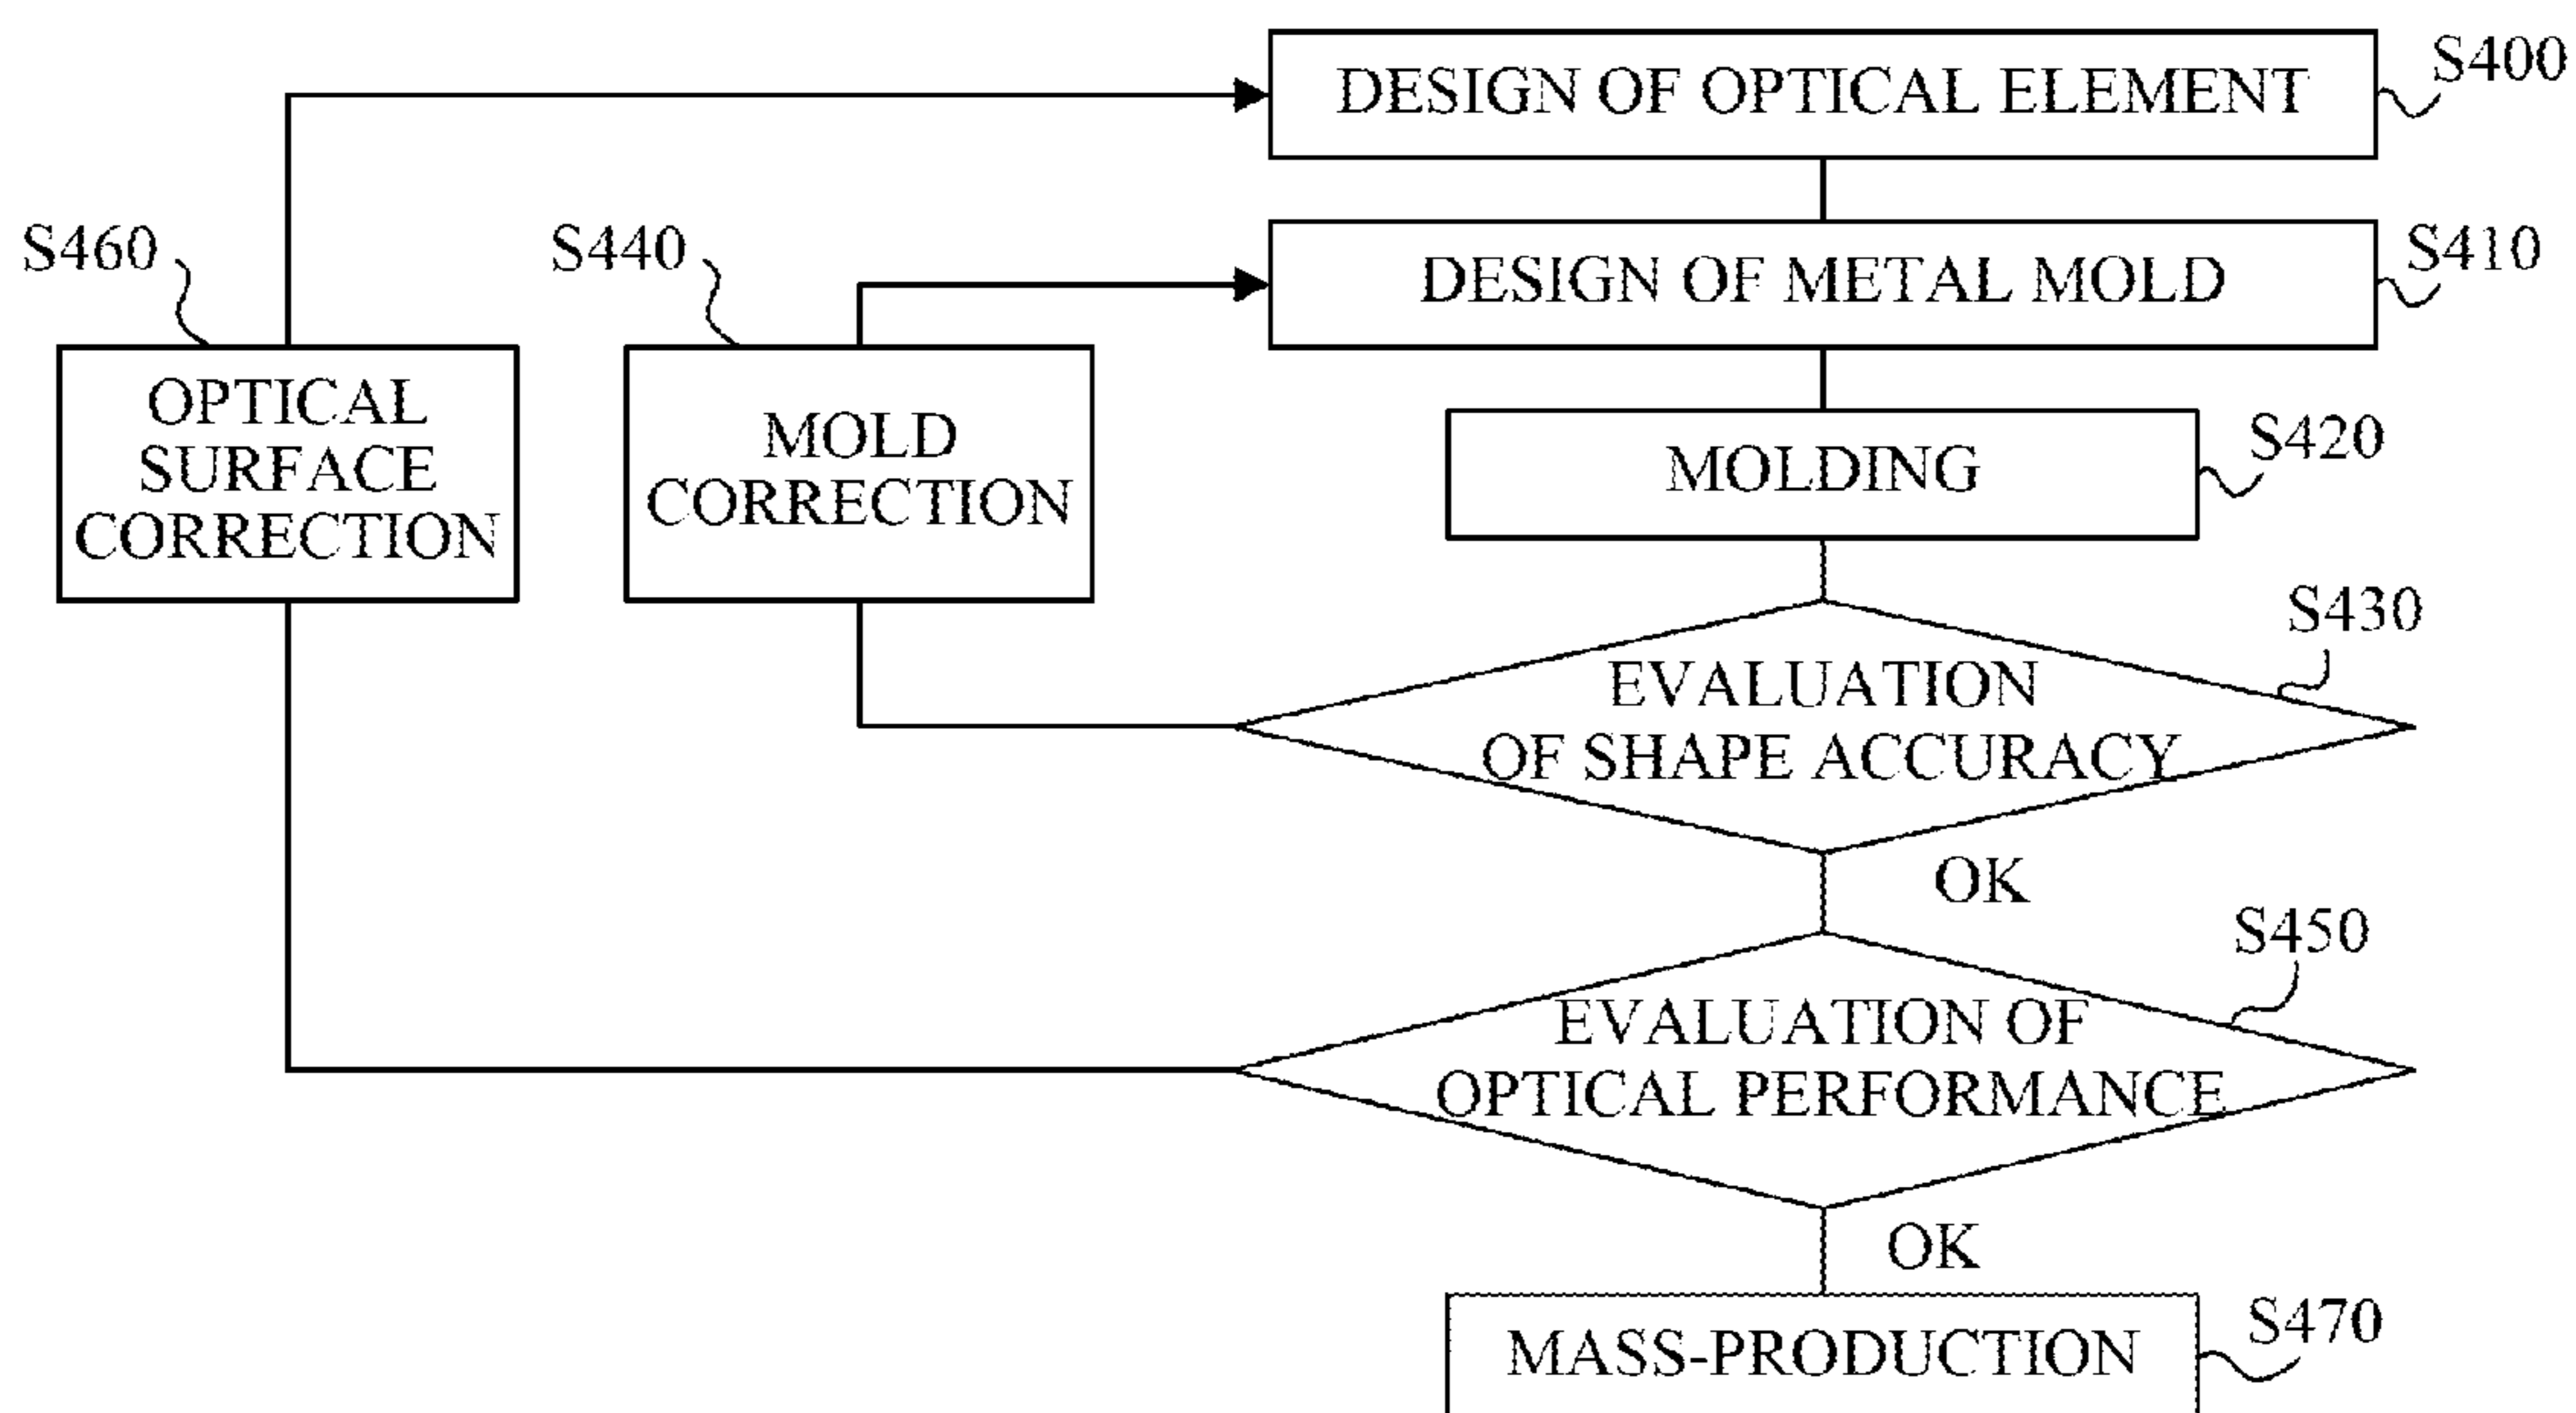 DESIGN OF OPTICAL ELEMENT
S400
S460
S440
DESIGN OF METAL MOLD
S410
OPTICAL
SURFACE
CORRECTION
MOLD
CORRECTION
MOLDING
S420
S430
EVALUATION
OF SHAPE ACCURACY
OK
S450
EVALUATION OF
OPTICAL PERFORMANCE
OK
MASS-PRODUCTION
S470